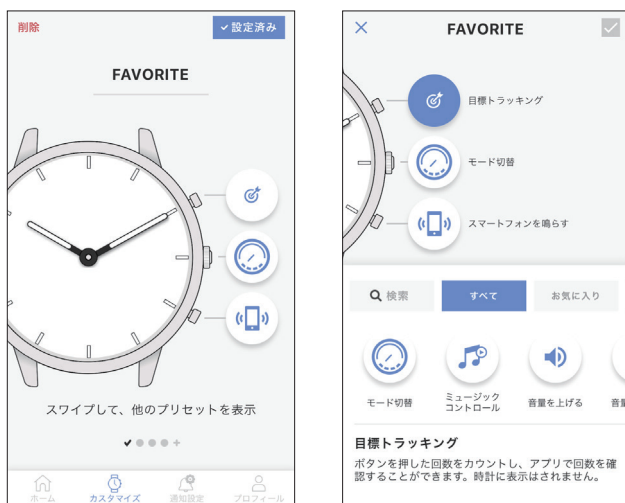 削除
✓設定済み
FAVORITE
スワイプして、他のプリセットを表示
ホーム
カスタマイズ
通知設定
プロフィール
FAVORITE
目標トラッキング
モード切替
スマートフォンを鳴らす
検索
すべて
お気に入り
モード切替
ミュージック
コントロール
音量を上げる
音量
目標トラッキング
ボタンを押した回数をカウントし、アプリで回数を確
認することができます。時計に表示はされません。